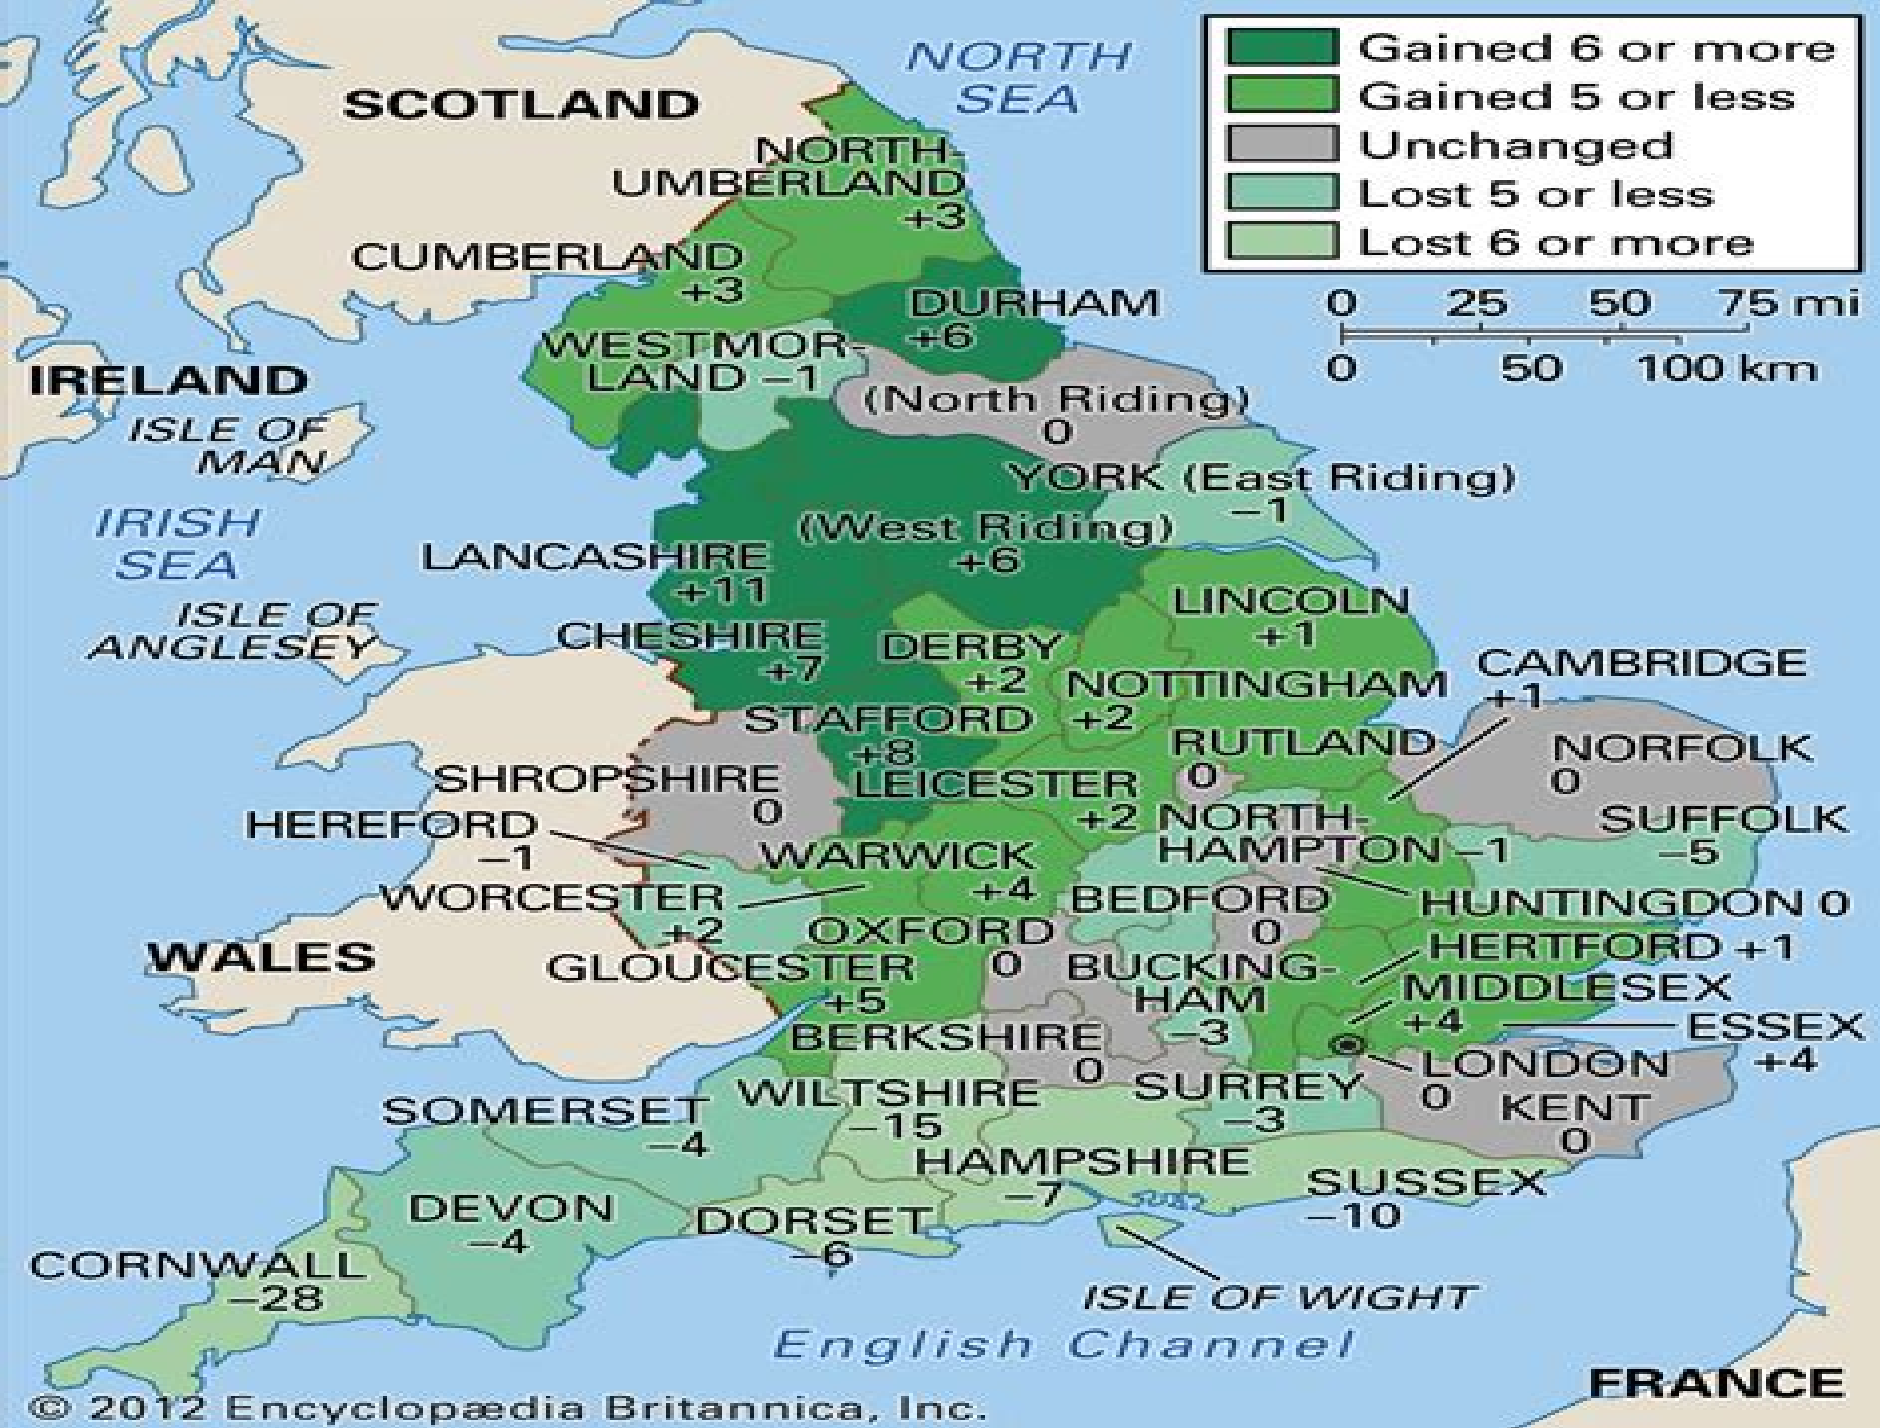 NORTH
SEA
Gained 6 or more
Gained 5 or less
Unchanged
Lost 5 or less
Lost 6 or more
0 25 50 75 mi
0 50 100 km
SCOTLAND
NORTH-
UMBERLAND
+3
CUMBERLAND
+3
DURHAM
+6
WESTMOR-
LAND –1
IRELAND
ISLE OF
MAN
(North Riding)
0
YORK (East Riding)
–1
IRISH
SEA
(West Riding)
+6
LANCASHIRE
+11
ISLE OF
ANGLESEY
CHESHIRE
+7
DERBY
+2
LINCOLN
+1
NOTTINGHAM
+2
CAMBRIDGE
+1
STAFFORD
+8
RUTLAND
0
NORFOLK
0
SHROPSHIRE
0
LEICESTER
+2
HEREFORD
–1
NORTH-
HAMPTON –1
SUFFOLK
–5
WARWICK
+4
WORCESTER
+2
BEDFORD
0
HUNTINGDON 0
OXFORD
0
WALES
GLOUCESTER
+5
BUCKING-
HAM
–3
HERTFORD +1
MIDDLESEX
+4
ESSEX
+4
BERKSHIRE
0
LONDON
0
WILTSHIRE
–15
SURREY
–3
KENT
0
SOMERSET
–4
HAMPSHIRE
–7
SUSSEX
–10
DEVON
–4
DORSET
–6
CORNWALL
–28
ISLE OF WIGHT
English Channel
FRANCE
© 2012 Encyclopædia Britannica, Inc.